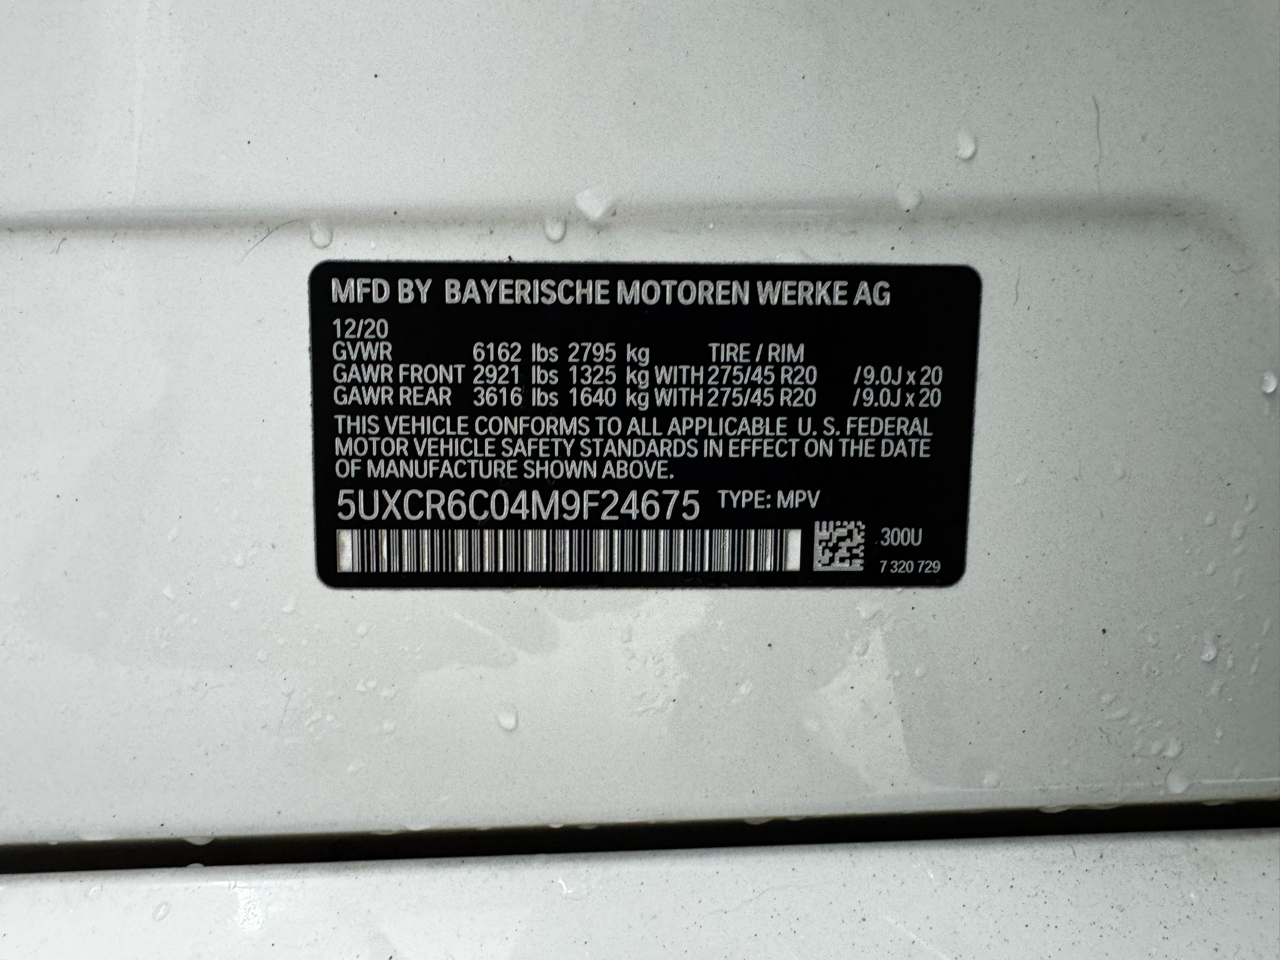 MFD BY BAYERISCHE MOTOREN WERKE AG
12/20
GVWR 6162 lbs 2795 kg TIRE / RIM
GAWR FRONT 2921 lbs 1325 kg WITH 275/45 R20 /9.0J x 20
GAWR REAR 3616 lbs 1640 kg WITH 275/45 R20 /9.0J x 20
THIS VEHICLE CONFORMS TO ALL APPLICABLE U. S. FEDERAL
MOTOR VEHICLE SAFETY STANDARDS IN EFFECT ON THE DATE
OF MANUFACTURE SHOWN ABOVE.
5UXCR6C04M9F24675 TYPE: MPV
300U
7 320 729